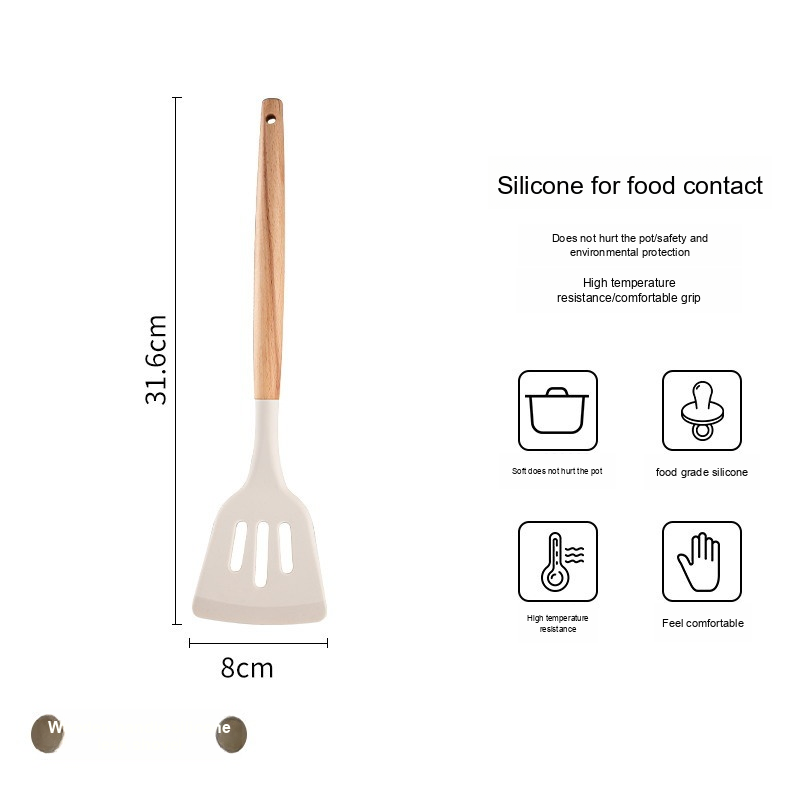 Silicone for food contact
Does not hurt the pot/safety and
environmental protection
High temperature
resistance/comfortable grip
31.6cm
Soft does not hurt the pot
food grade silicone
High temperature
resistance
Feel comfortable
8cm